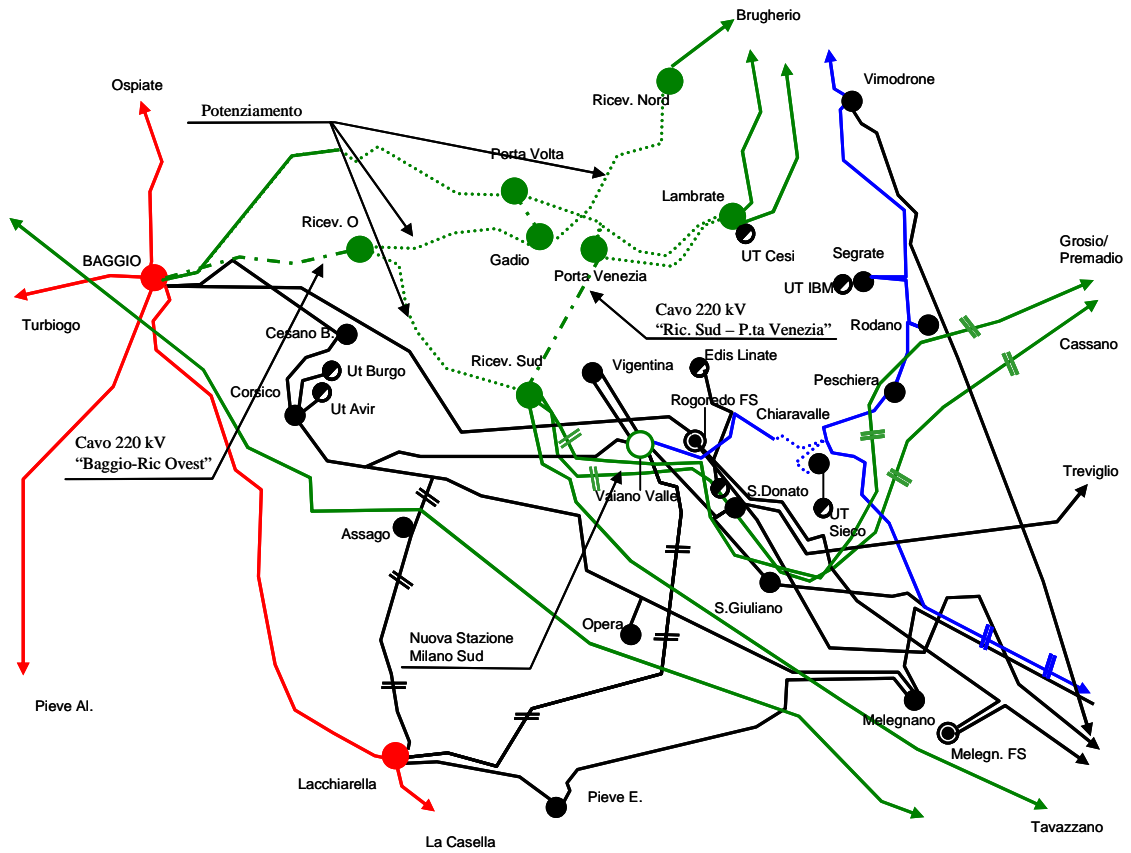 Brugherio
Ospiate
Vimodrone
Ricev. Nord
Potenziamento
Porta Volta
Lambrate
Ricev. O
Gadio
UT Cesi
Segrate
Grosio/
Premadio
BAGGIO
Porta Venezia
UT IBM
Turbiogo
Cavo 220 kV
“Ric. Sud – P.ta Venezia”
Rodano
Cesano B.
Cassano
Ricev. Sud
Vigentina
Edis Linate
Ut Burgo
Corsico
Ut Avir
Rogoredo FS
Peschiera
Chiaravalle
Cavo 220 kV
“Baggio-Ric Ovest”
Treviglio
Vaiano Valle
S.Donato
UT
Sieco
Assago
S.Giuliano
Opera
Nuova Stazione
Milano Sud
Pieve Al.
Melegnano
Melegn. FS
Lacchiarella
Pieve E.
La Casella
Tavazzano